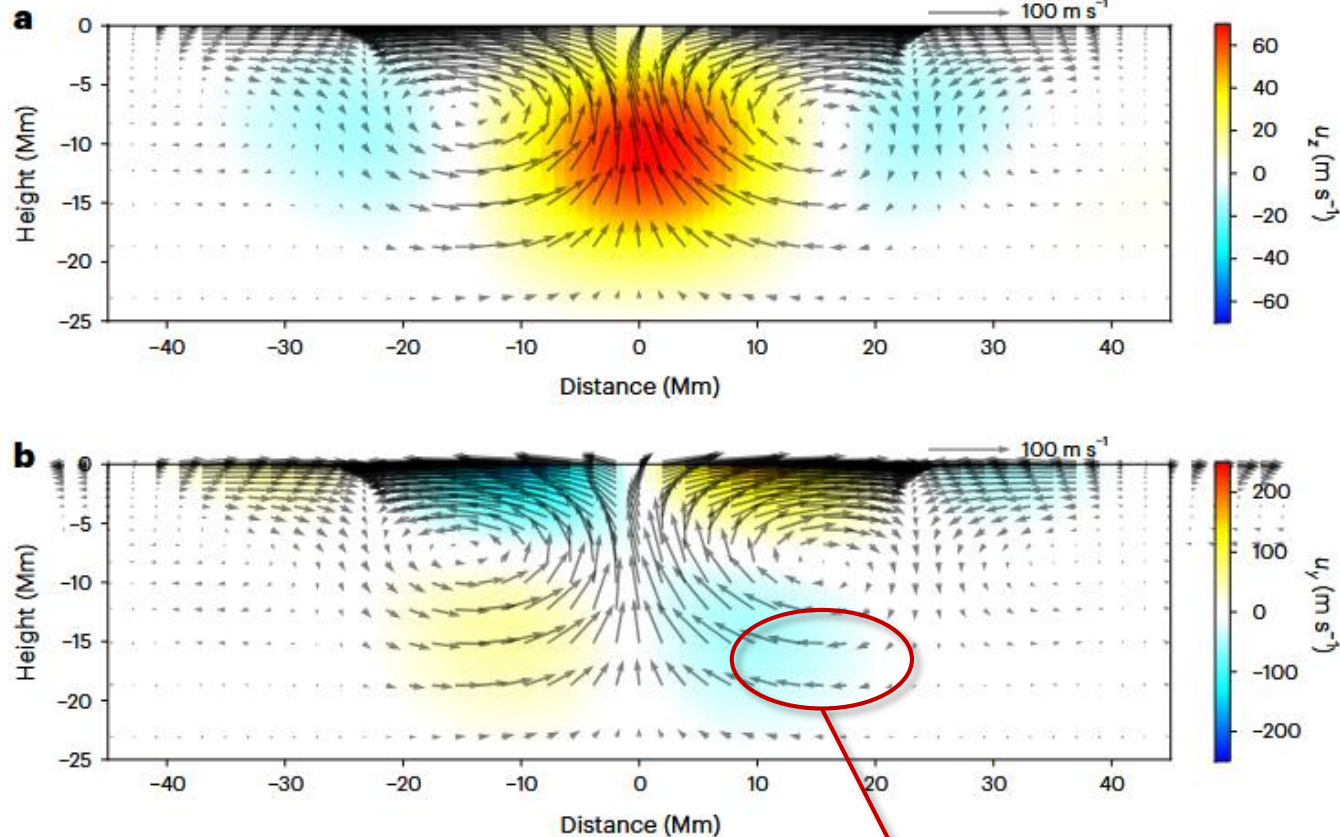 a
100 m s⁻¹
0
−5
−10
−15
−20
−25
Height (Mm)
−40 −30 −20 −10 0 10 20 30 40
Distance (Mm)
60
40
20
0
−20
−40
−60
u_z (m s⁻¹)
b
100 m s⁻¹
0
−5
−10
−15
−20
−25
Height (Mm)
−40 −30 −20 −10 0 10 20 30 40
Distance (Mm)
200
100
0
−100
−200
u_y (m s⁻¹)